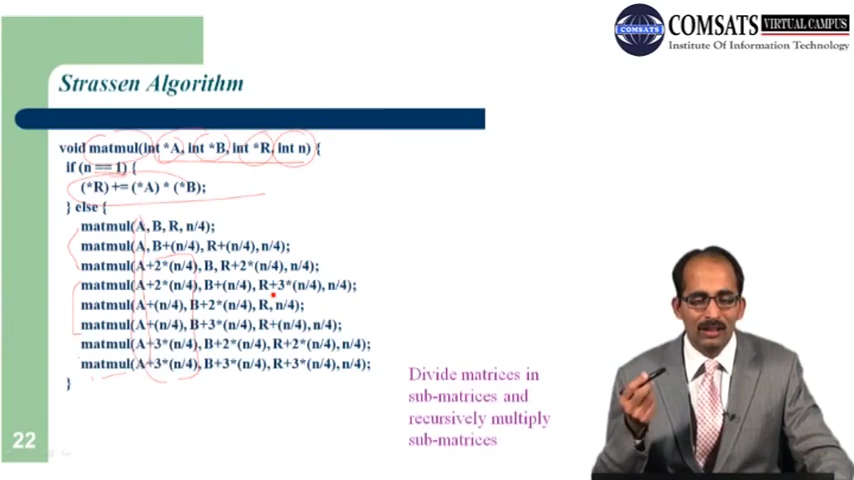 COMSATS
COMSATS VIRTUAL CAMPUS
Institute Of Information Technology
Strassen Algorithm
void matmul(int *A, int *B, int *R, int n) {
if (n == 1) {
(*R) += (*A) * (*B);
} else {
matmul(A, B, R, n/4);
matmul(A, B+(n/4), R+(n/4), n/4);
matmul(A+2*(n/4), B, R+2*(n/4), n/4);
matmul(A+2*(n/4), B+(n/4), R+3*(n/4), n/4);
matmul(A+(n/4), B+2*(n/4), R, n/4);
matmul(A+(n/4), B+3*(n/4), R+(n/4), n/4);
matmul(A+3*(n/4), B+2*(n/4), R+2*(n/4), n/4);
matmul(A+3*(n/4), B+3*(n/4), R+3*(n/4), n/4);
}
Divide matrices in
sub-matrices and
recursively multiply
sub-matrices
22